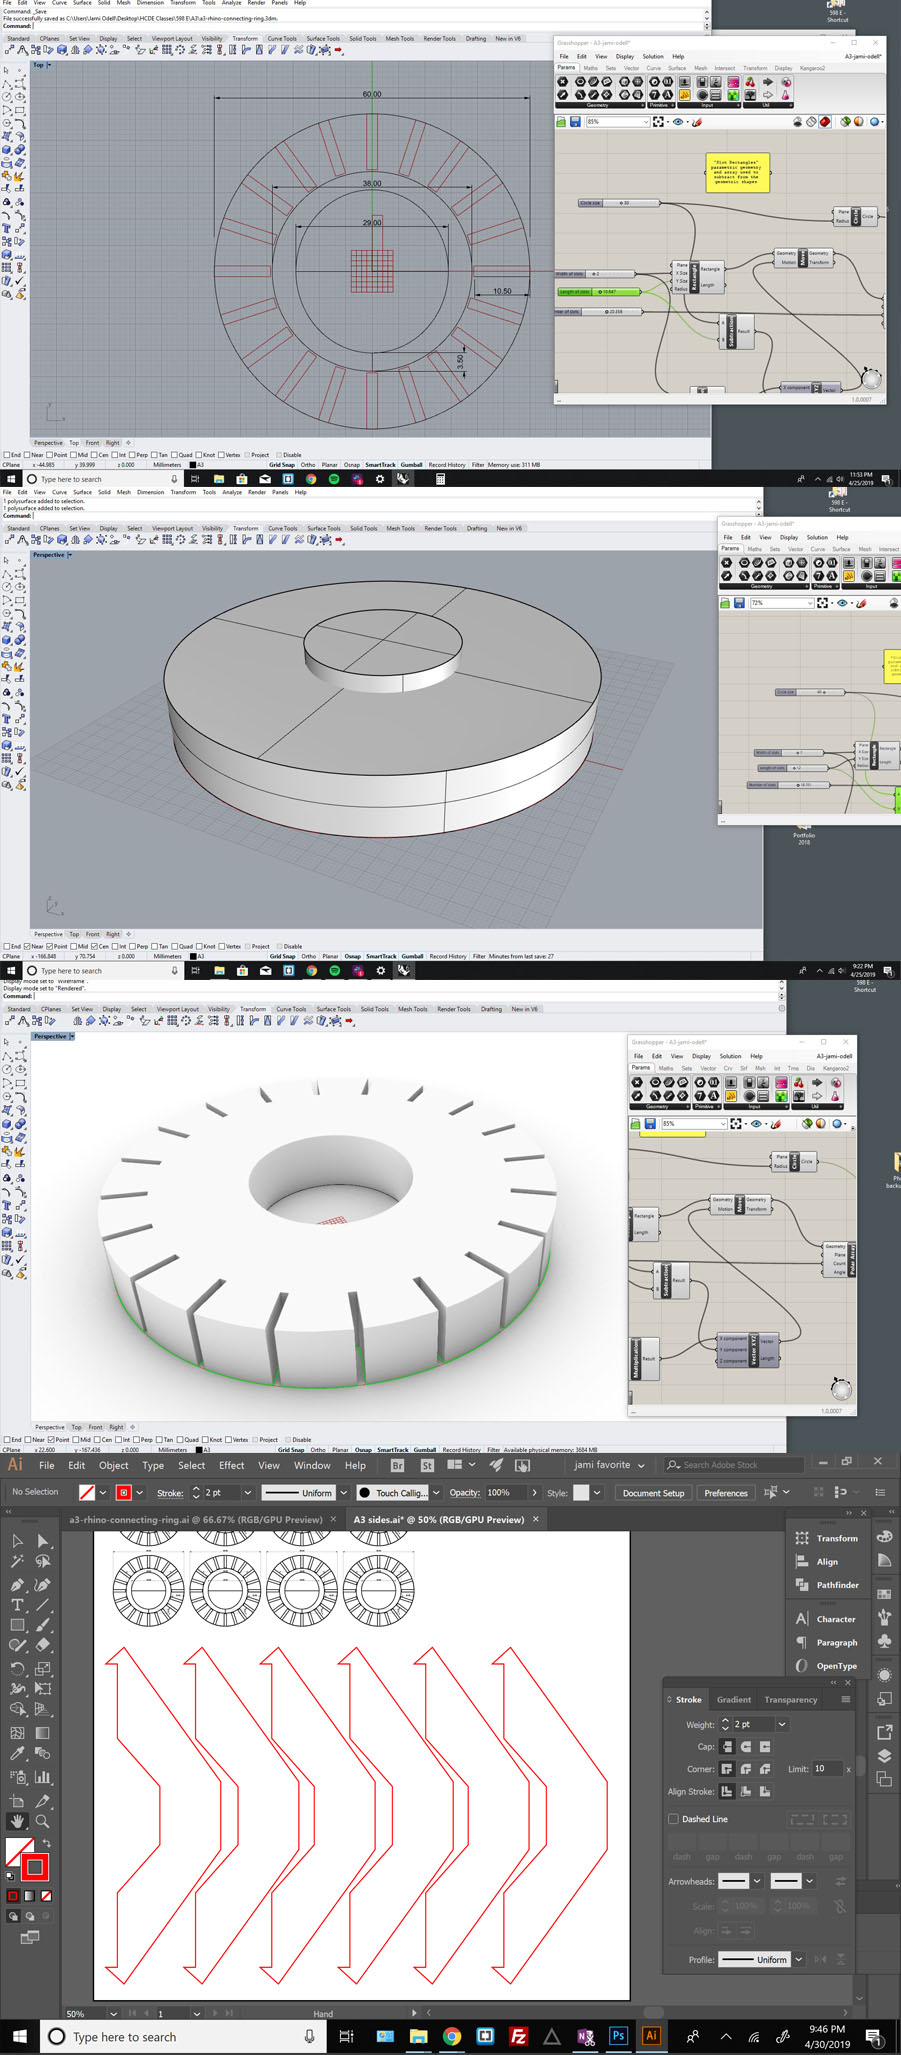 File Edit View Curve Surface Solid Mesh Dimension Transform Tools Analyze Render Panels Help
Command: _Save
File successfully saved as C:\Users\Jami Odell\Desktop\HCDE Classes\598 E\A3\a3-rhino-connecting-ring.3dm.
Command:
598 E -
Shortcut
Standard CPlanes Set View Display Select Viewport Layout Visibility Transform Curve Tools Surface Tools Solid Tools Mesh Tools Render Tools Drafting New in V6
Top
Grasshopper - A3-jami-odell*
File Edit View Display Solution Help A3-jami-odell*
Params Maths Sets Vector Curve Surface Mesh Intersect Transform Display Kangaroo2
Geometry Primitive Input Util
85%
60.00
38.00
29.00
10.50
3.50
"Slot Rectangles"
parametric geometry
and array used to
subtract from the
geometric shapes
Circle size 30
Plane
Radius
Circle
Circle
Width of slots 2
Plane
X Size
Y Size
Radius
Rectangle
Rectangle
Length
Geometry
Motion
Move
Geometry
Transform
A
B
Subtraction
Result
X component
Vector
1.0.0007
Perspective Top Front Right
End Near Point Mid Cen Int Perp Tan Quad Knot Vertex Project Disable
CPlane x -44.985 y 39.999 z 0.000 Millimeters A3 Grid Snap Ortho Planar Osnap SmartTrack Gumball Record History Filter Memory use: 311 MB
Type here to search
11:53 PM
4/25/2019
File Edit View Curve Surface Solid Mesh Dimension Transform Tools Analyze Render Panels Help
1 polysurface added to selection.
1 polysurface added to selection.
Command:
598 E -
Shortcut
Standard CPlanes Set View Display Select Viewport Layout Visibility Transform Curve Tools Surface Tools Solid Tools Mesh Tools Render Tools Drafting New in V6
Perspective
Grasshopper - A3-jami-odell*
File Edit View Display Solution Help
Params Maths Sets Vector Curve Surface Mesh Intersect
Geometry Primitive Input
72%
Portfolio
2018
Perspective Top Front Right
End Near Point Mid Cen Int Perp Tan Quad Knot Vertex Project Disable
CPlane x -166.848 y 70.754 z 0.000 Millimeters A3 Grid Snap Ortho Planar Osnap SmartTrack Gumball Record History Filter Minutes from last save: 27
Type here to search
9:22 PM
4/25/2019
Display mode set to "Wireframe".
Display mode set to "Rendered".
Command:
598 E -
Shortcut
Standard CPlanes Set View Display Select Viewport Layout Visibility Transform Curve Tools Surface Tools Solid Tools Mesh Tools Render Tools Drafting New in V6
Perspective
Grasshopper - A3-jami-odell*
File Edit View Display Solution Help A3-jami-odell
Params Maths Sets Vector Crv Srf Msh Int Trns Dis Kangaroo2
Geometry Primitive Input Util
85%
Plane
Radius
Circle
Circle
Rectangle
Length
Geometry
Motion
Move
Geometry
Transform
Geometry
Plane
Count
Angle
Polar Array
A
B
Subtraction
Result
Multiplication
Result
X component
Y component
Z component
Vector XYZ
Vector
Length
1.0.0007
Perspective Top Front Right
End Near Point Mid Cen Int Perp Tan Quad Knot Vertex Project Disable
CPlane x 22.600 y -167.436 z 0.000 Millimeters A3 Grid Snap Ortho Planar Osnap SmartTrack Gumball Record History Filter Available physical memory: 3684 MB
Ai File Edit Object Type Select Effect View Window Help Br St jami favorite Search Adobe Stock
No Selection Stroke: 2 pt Uniform Touch Callig... Opacity: 100% Style: Document Setup Preferences
a3-rhino-connecting-ring.ai @ 66.67% (RGB/GPU Preview) × A3 sides.ai* @ 50% (RGB/GPU Preview) ×
Transform
Align
Pathfinder
Character
Paragraph
OpenType
Stroke Gradient Transparency
Weight: 2 pt
Cap:
Corner: Limit: 10 x
Align Stroke:
Dashed Line
dash gap dash gap dash gap
Arrowheads:
Scale: 100% 100%
Align:
Profile: Uniform
50% 1 Hand
Type here to search
Fz Ps Ai
9:46 PM
4/30/2019